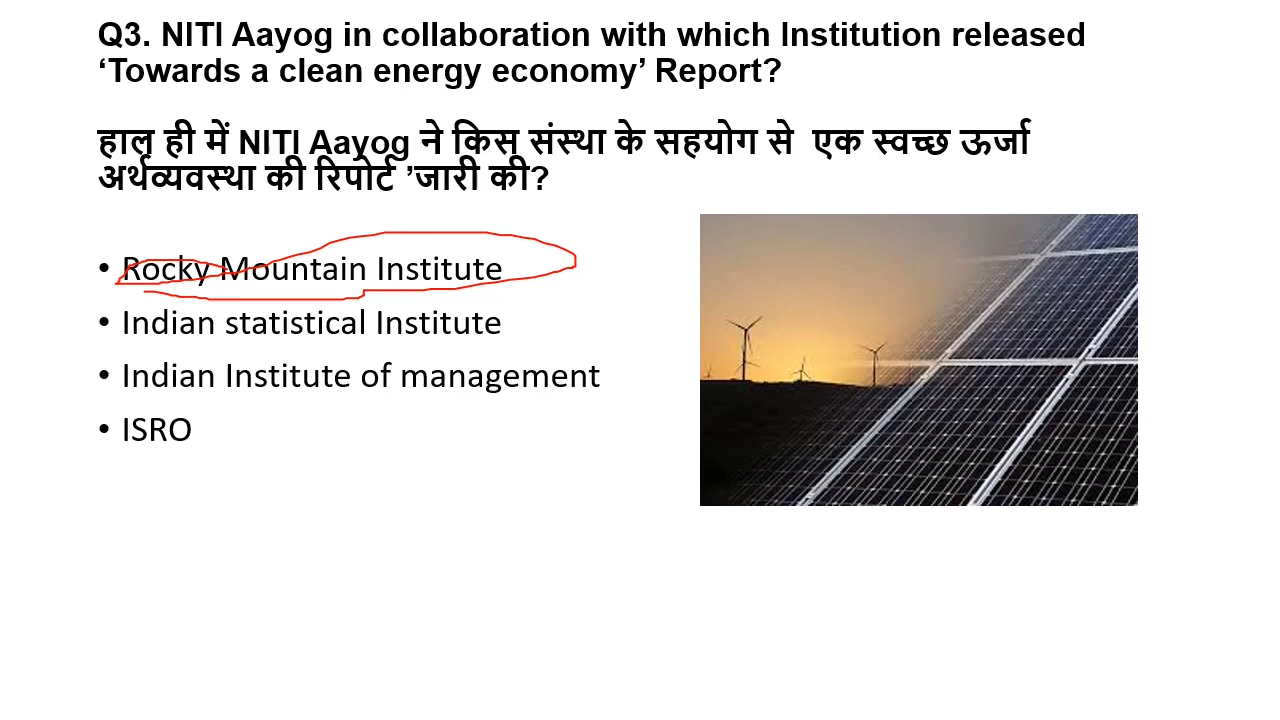 Q3. NITI Aayog in collaboration with which Institution released
‘Towards a clean energy economy’ Report?
हाल ही में NITI Aayog ने किस संस्था के सहयोग से एक स्वच्छ ऊर्जा
अर्थव्यवस्था की रिपोर्ट ’जारी की?
• Rocky Mountain Institute
• Indian statistical Institute
• Indian Institute of management
• ISRO